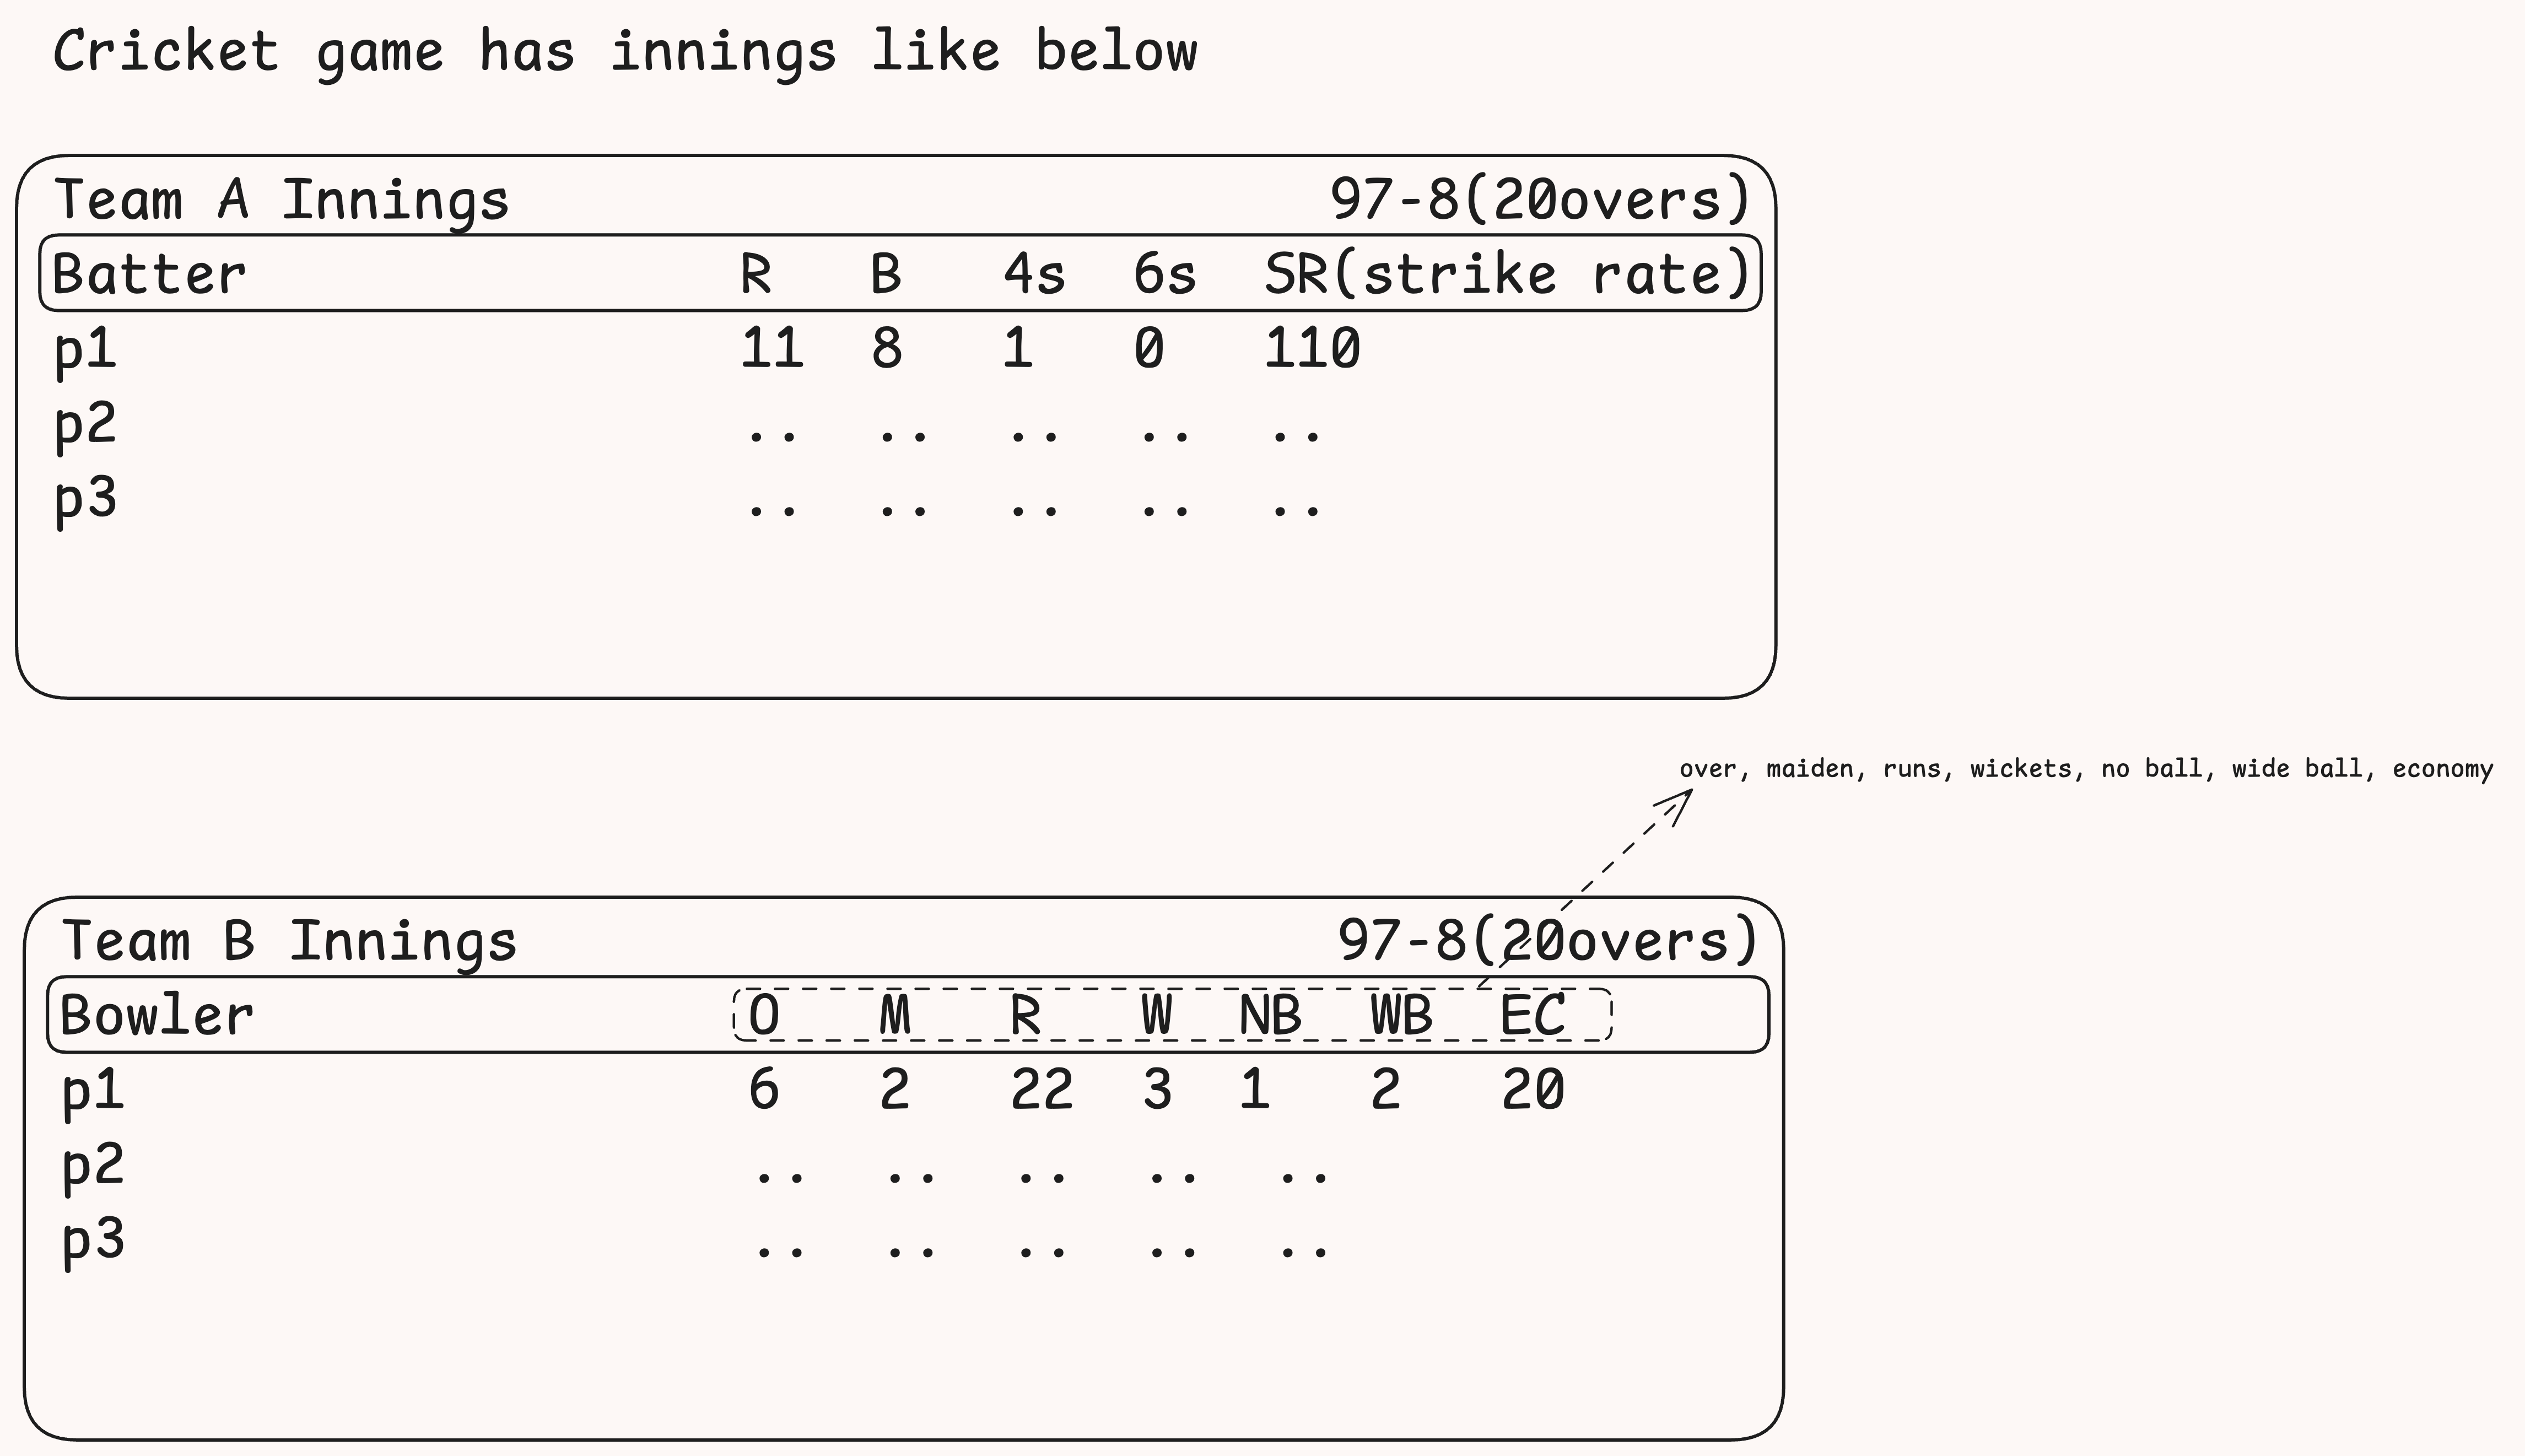 Cricket game has innings like below
Team A Innings 97-8(20overs)
Batter R B 4s 6s SR(strike rate)
p1 11 8 1 0 110
p2 .. .. .. .. ..
p3 .. .. .. .. ..
over, maiden, runs, wickets, no ball, wide ball, economy
Team B Innings 97-8(20overs)
Bowler O M R W NB WB EC
p1 6 2 22 3 1 2 20
p2 .. .. .. .. ..
p3 .. .. .. .. ..